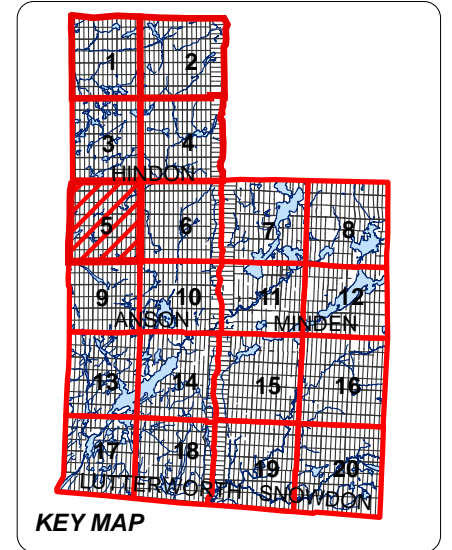 1 2
3 4
HINDON
5 6 7 8
9 10 11 12
ANSON MINDEN
13 14 15 16
17 18 19 20
LUTTERWORTH SNOWDON
KEY MAP